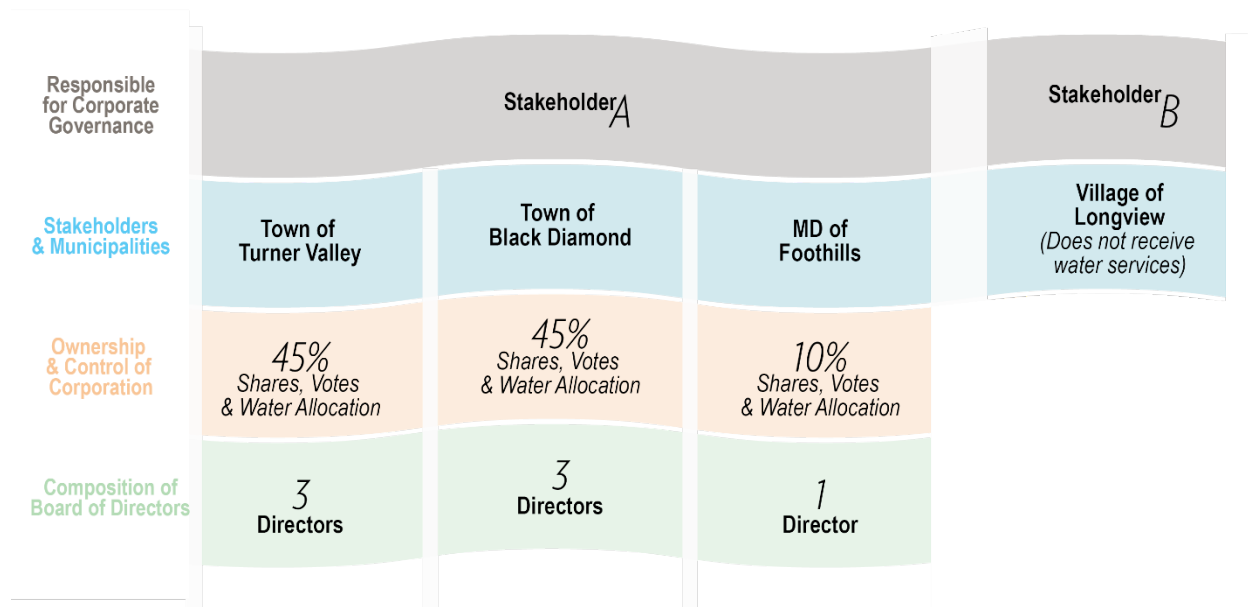 Responsible
for Corporate
Governance
Stakeholder A
Stakeholder B
Stakeholders
& Municipalities
Town of
Turner Valley
Town of
Black Diamond
MD of
Foothills
Village of
Longview
(Does not receive
water services)
Ownership
& Control of
Corporation
45%
Shares, Votes
& Water Allocation
45%
Shares, Votes
& Water Allocation
10%
Shares, Votes
& Water Allocation
Composition of
Board of Directors
3
Directors
3
Directors
1
Director